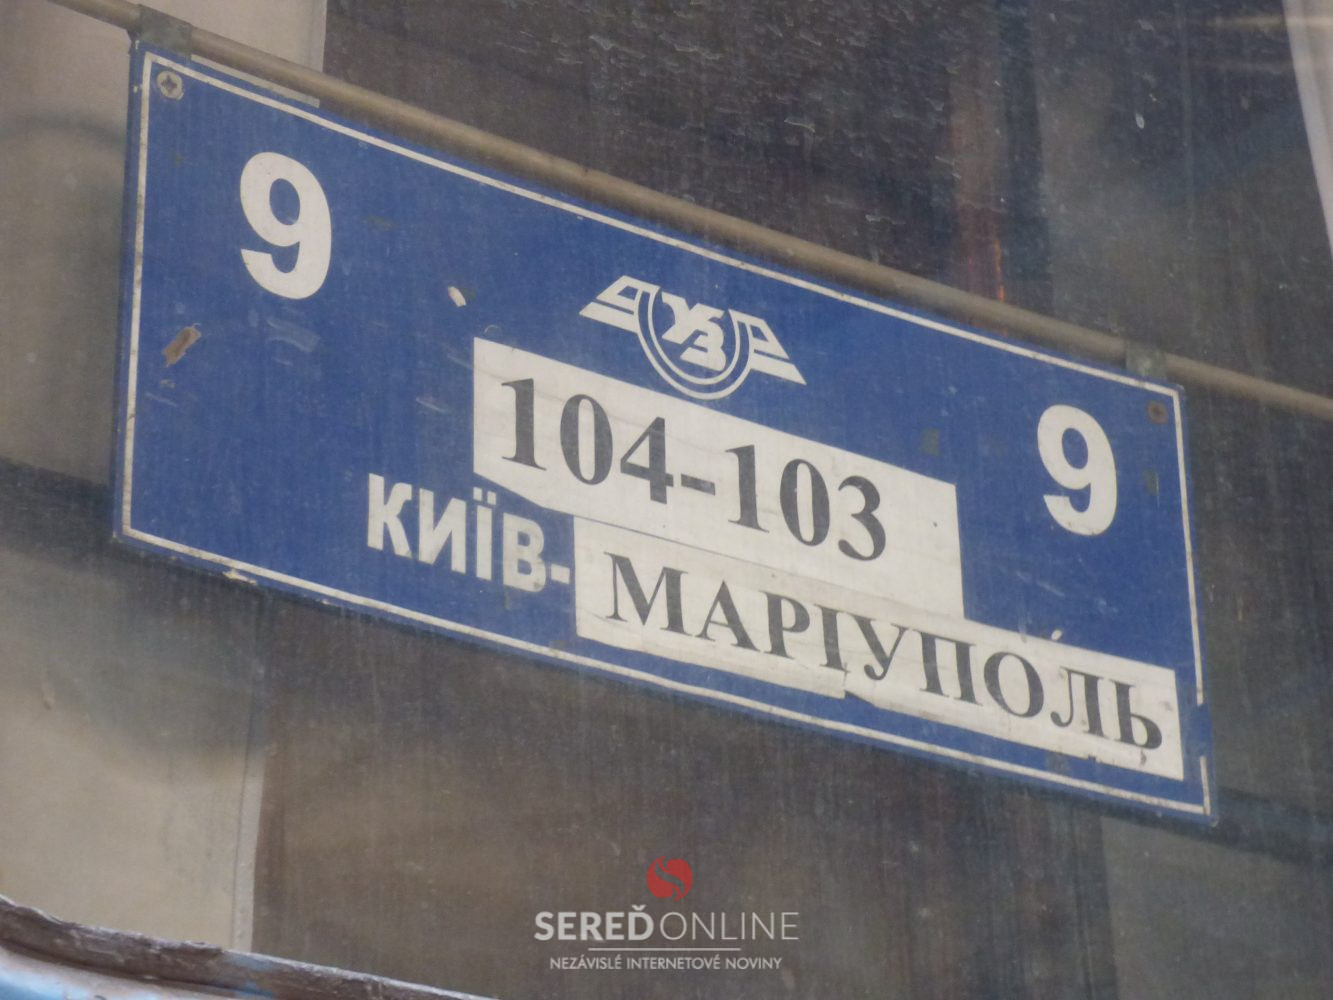 9
УЗ
104-103
9
КИЇВ-МАРІУПОЛЬ
SEREĎONLINE
NEZÁVISLÉ INTERNETOVÉ NOVINY